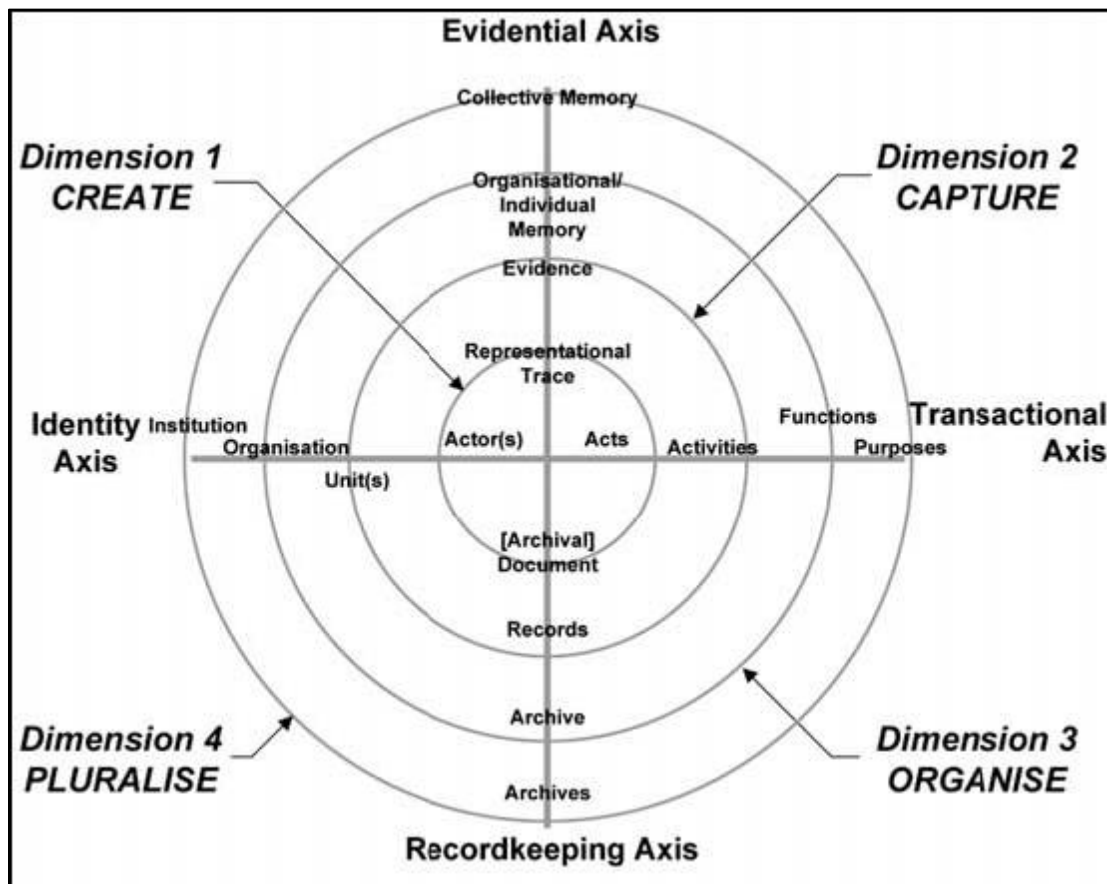 Evidential Axis
Collective Memory
Dimension 1
CREATE
Dimension 2
CAPTURE
Organisational/
Individual
Memory
Evidence
Representational
Trace
Identity
Axis
Institution
Organisation
Unit(s)
Actor(s)
Acts
Activities
Functions
Purposes
Transactional
Axis
[Archival]
Document
Records
Archive
Archives
Dimension 4
PLURALISE
Dimension 3
ORGANISE
Recordkeeping Axis